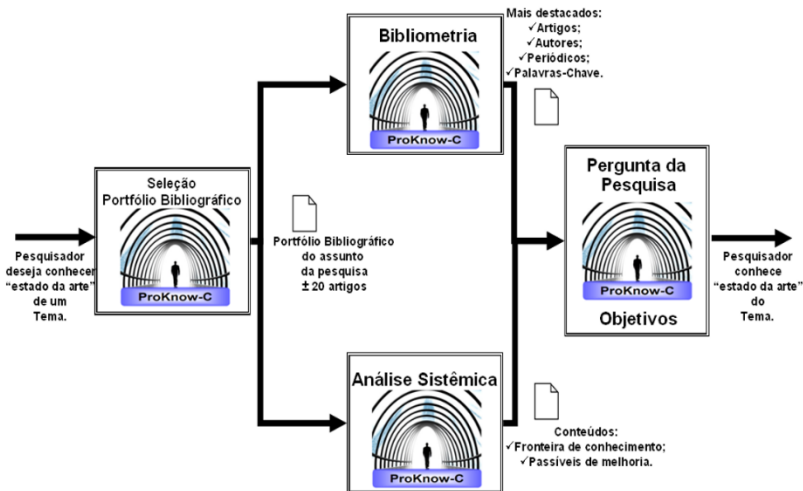 Pesquisador
deseja conhecer
“estado da arte”
de um
Tema.
Seleção
Portfólio Bibliográfico
ProKnow-C
Portfólio Bibliográfico
do assunto
da pesquisa
± 20 artigos
Bibliometria
ProKnow-C
Mais destacados:
✓Artigos;
✓Autores;
✓Periódicos;
✓Palavras-Chave.
Análise Sistêmica
ProKnow-C
Conteúdos:
✓Fronteira de conhecimento;
✓Passíveis de melhoria.
Pergunta da
Pesquisa
ProKnow-C
Objetivos
Pesquisador
conhece
“estado da arte”
do
Tema.